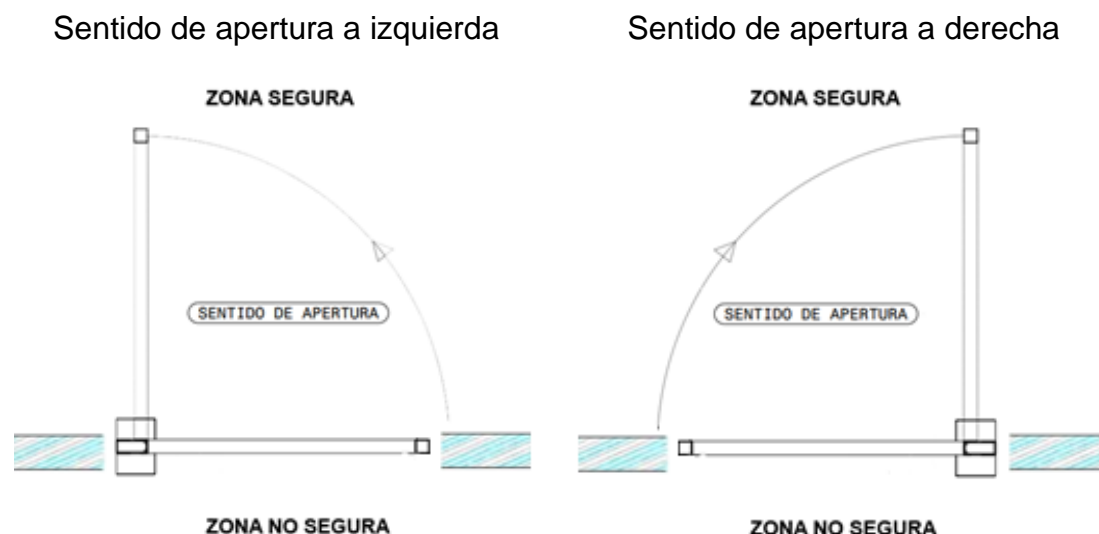 Sentido de apertura a izquierda
Sentido de apertura a derecha
ZONA SEGURA
ZONA SEGURA
SENTIDO DE APERTURA
SENTIDO DE APERTURA
ZONA NO SEGURA
ZONA NO SEGURA